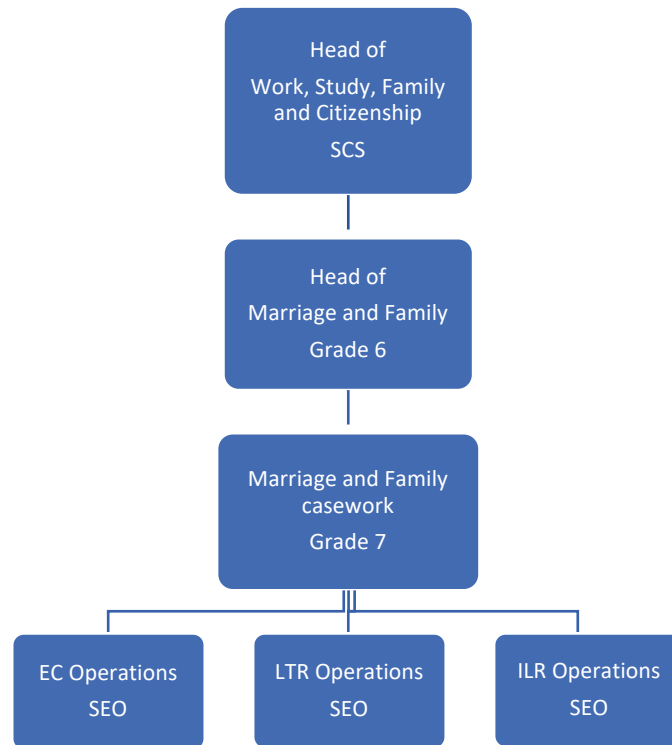 Head of
Work, Study, Family
and Citizenship
SCS
Head of
Marriage and Family
Grade 6
Marriage and Family
casework
Grade 7
EC Operations
SEO
LTR Operations
SEO
ILR Operations
SEO